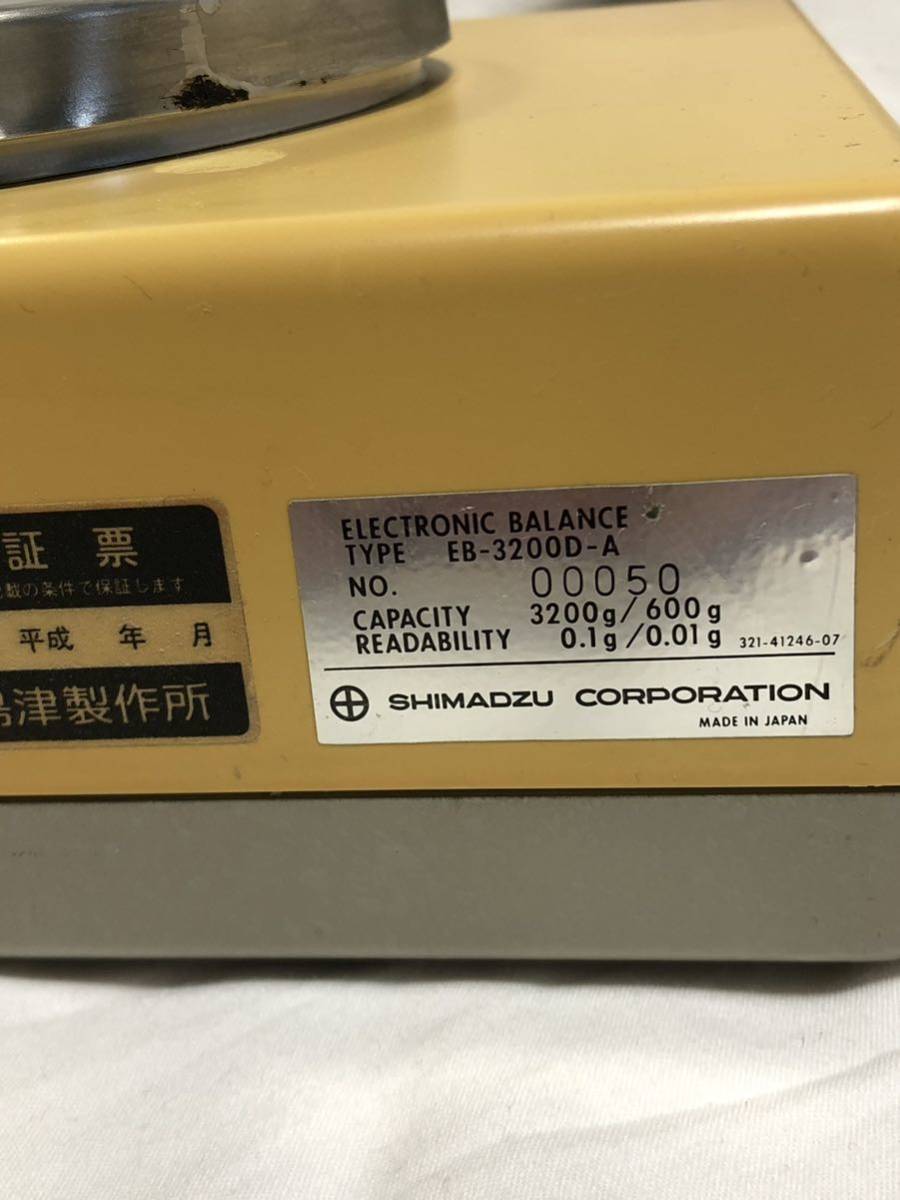 証票
載の条件で保証します
平成 年 月
津製作所
ELECTRONIC BALANCE
TYPE EB-3200D-A
NO. 00050
CAPACITY 3200g/600g
READABILITY 0.1g/0.01g 321-41246-07
SHIMADZU CORPORATION
MADE IN JAPAN